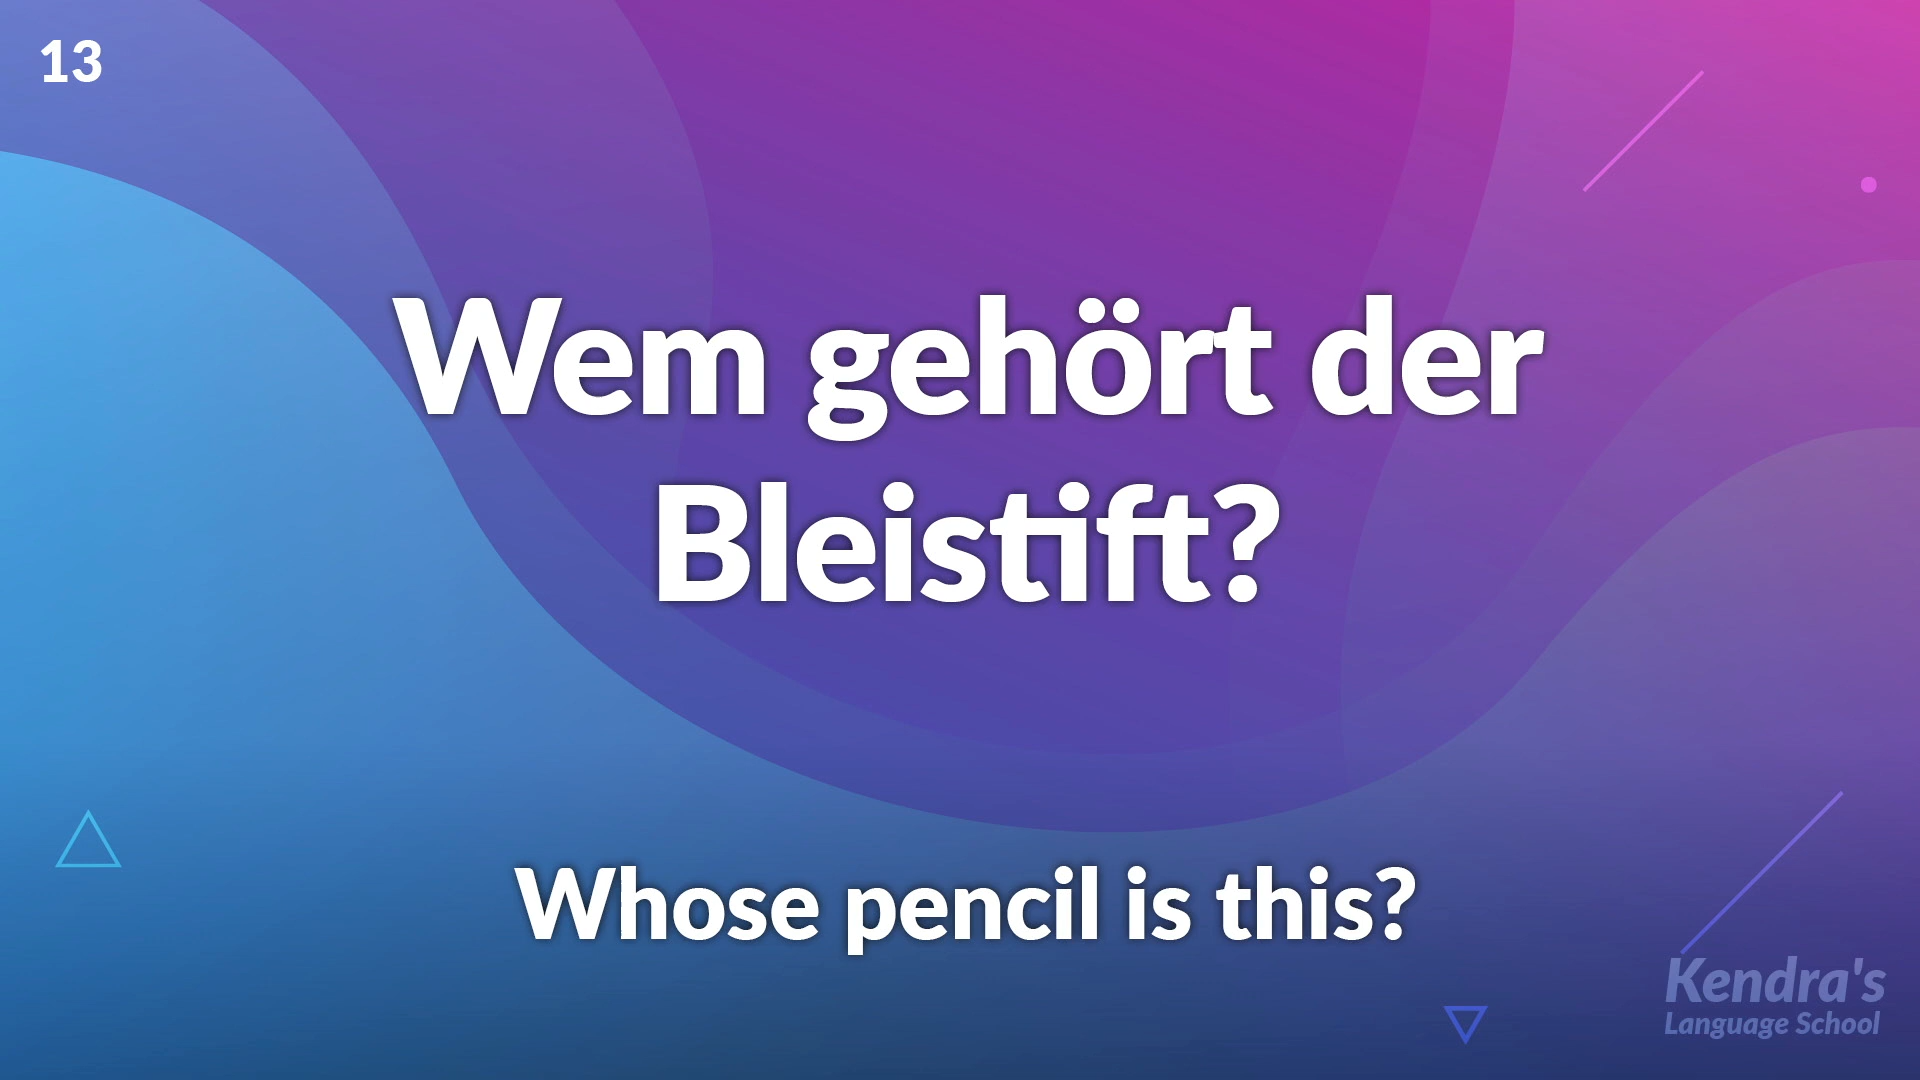 13
Wem gehört der
Bleistift?
Whose pencil is this?
Kendra's
Language School